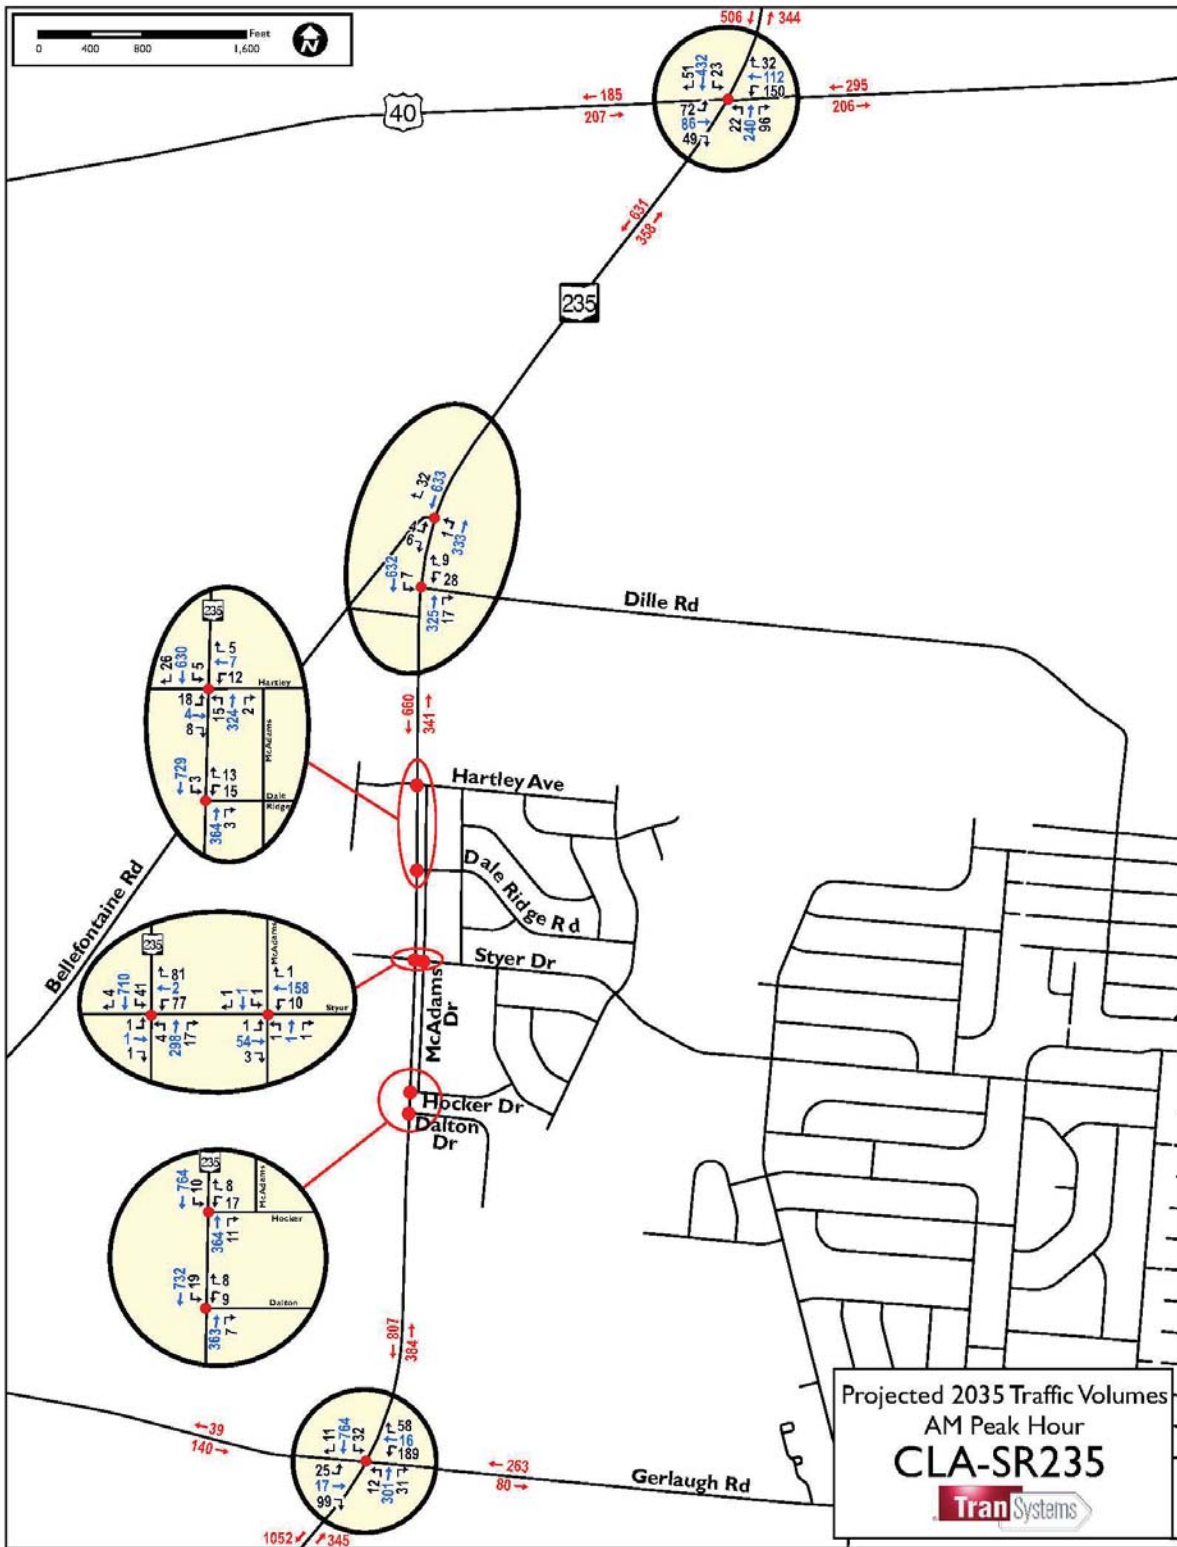 Feet
0 400 800 1,600
N
506 344
51 432 23
32
112
150
72
86
49
22 240 96
185
207
295
206
40
631
358
235
32 633
4
6
1 333
632 7
9
28
325 17
Dille Rd
660
341
235
26 630 5
5
7
12
Hartley
18
4
8
15 324 2
McAdams
729 3
13
15
Dale
Ridge
364 3
Hartley Ave
Dale Ridge Rd
Styer Dr
McAdams
Dr
Hocker Dr
Dalton
Dr
Bellefontaine Rd
235
McAdams
4 710 41
81
2
77
1 1 1
1
158
10
Styer
1
1
1
4 298 17
1
54
3
1 1 1
235
McAdams
764 10
8
17
Hocker
364 11
732 19
8
9
Dalton
363 7
807
384
39
140
11 764 32
58
16
189
25
17
99
12 301 31
263
80
Gerlaugh Rd
1052 345
Projected 2035 Traffic Volumes
AM Peak Hour
CLA-SR235
TranSystems